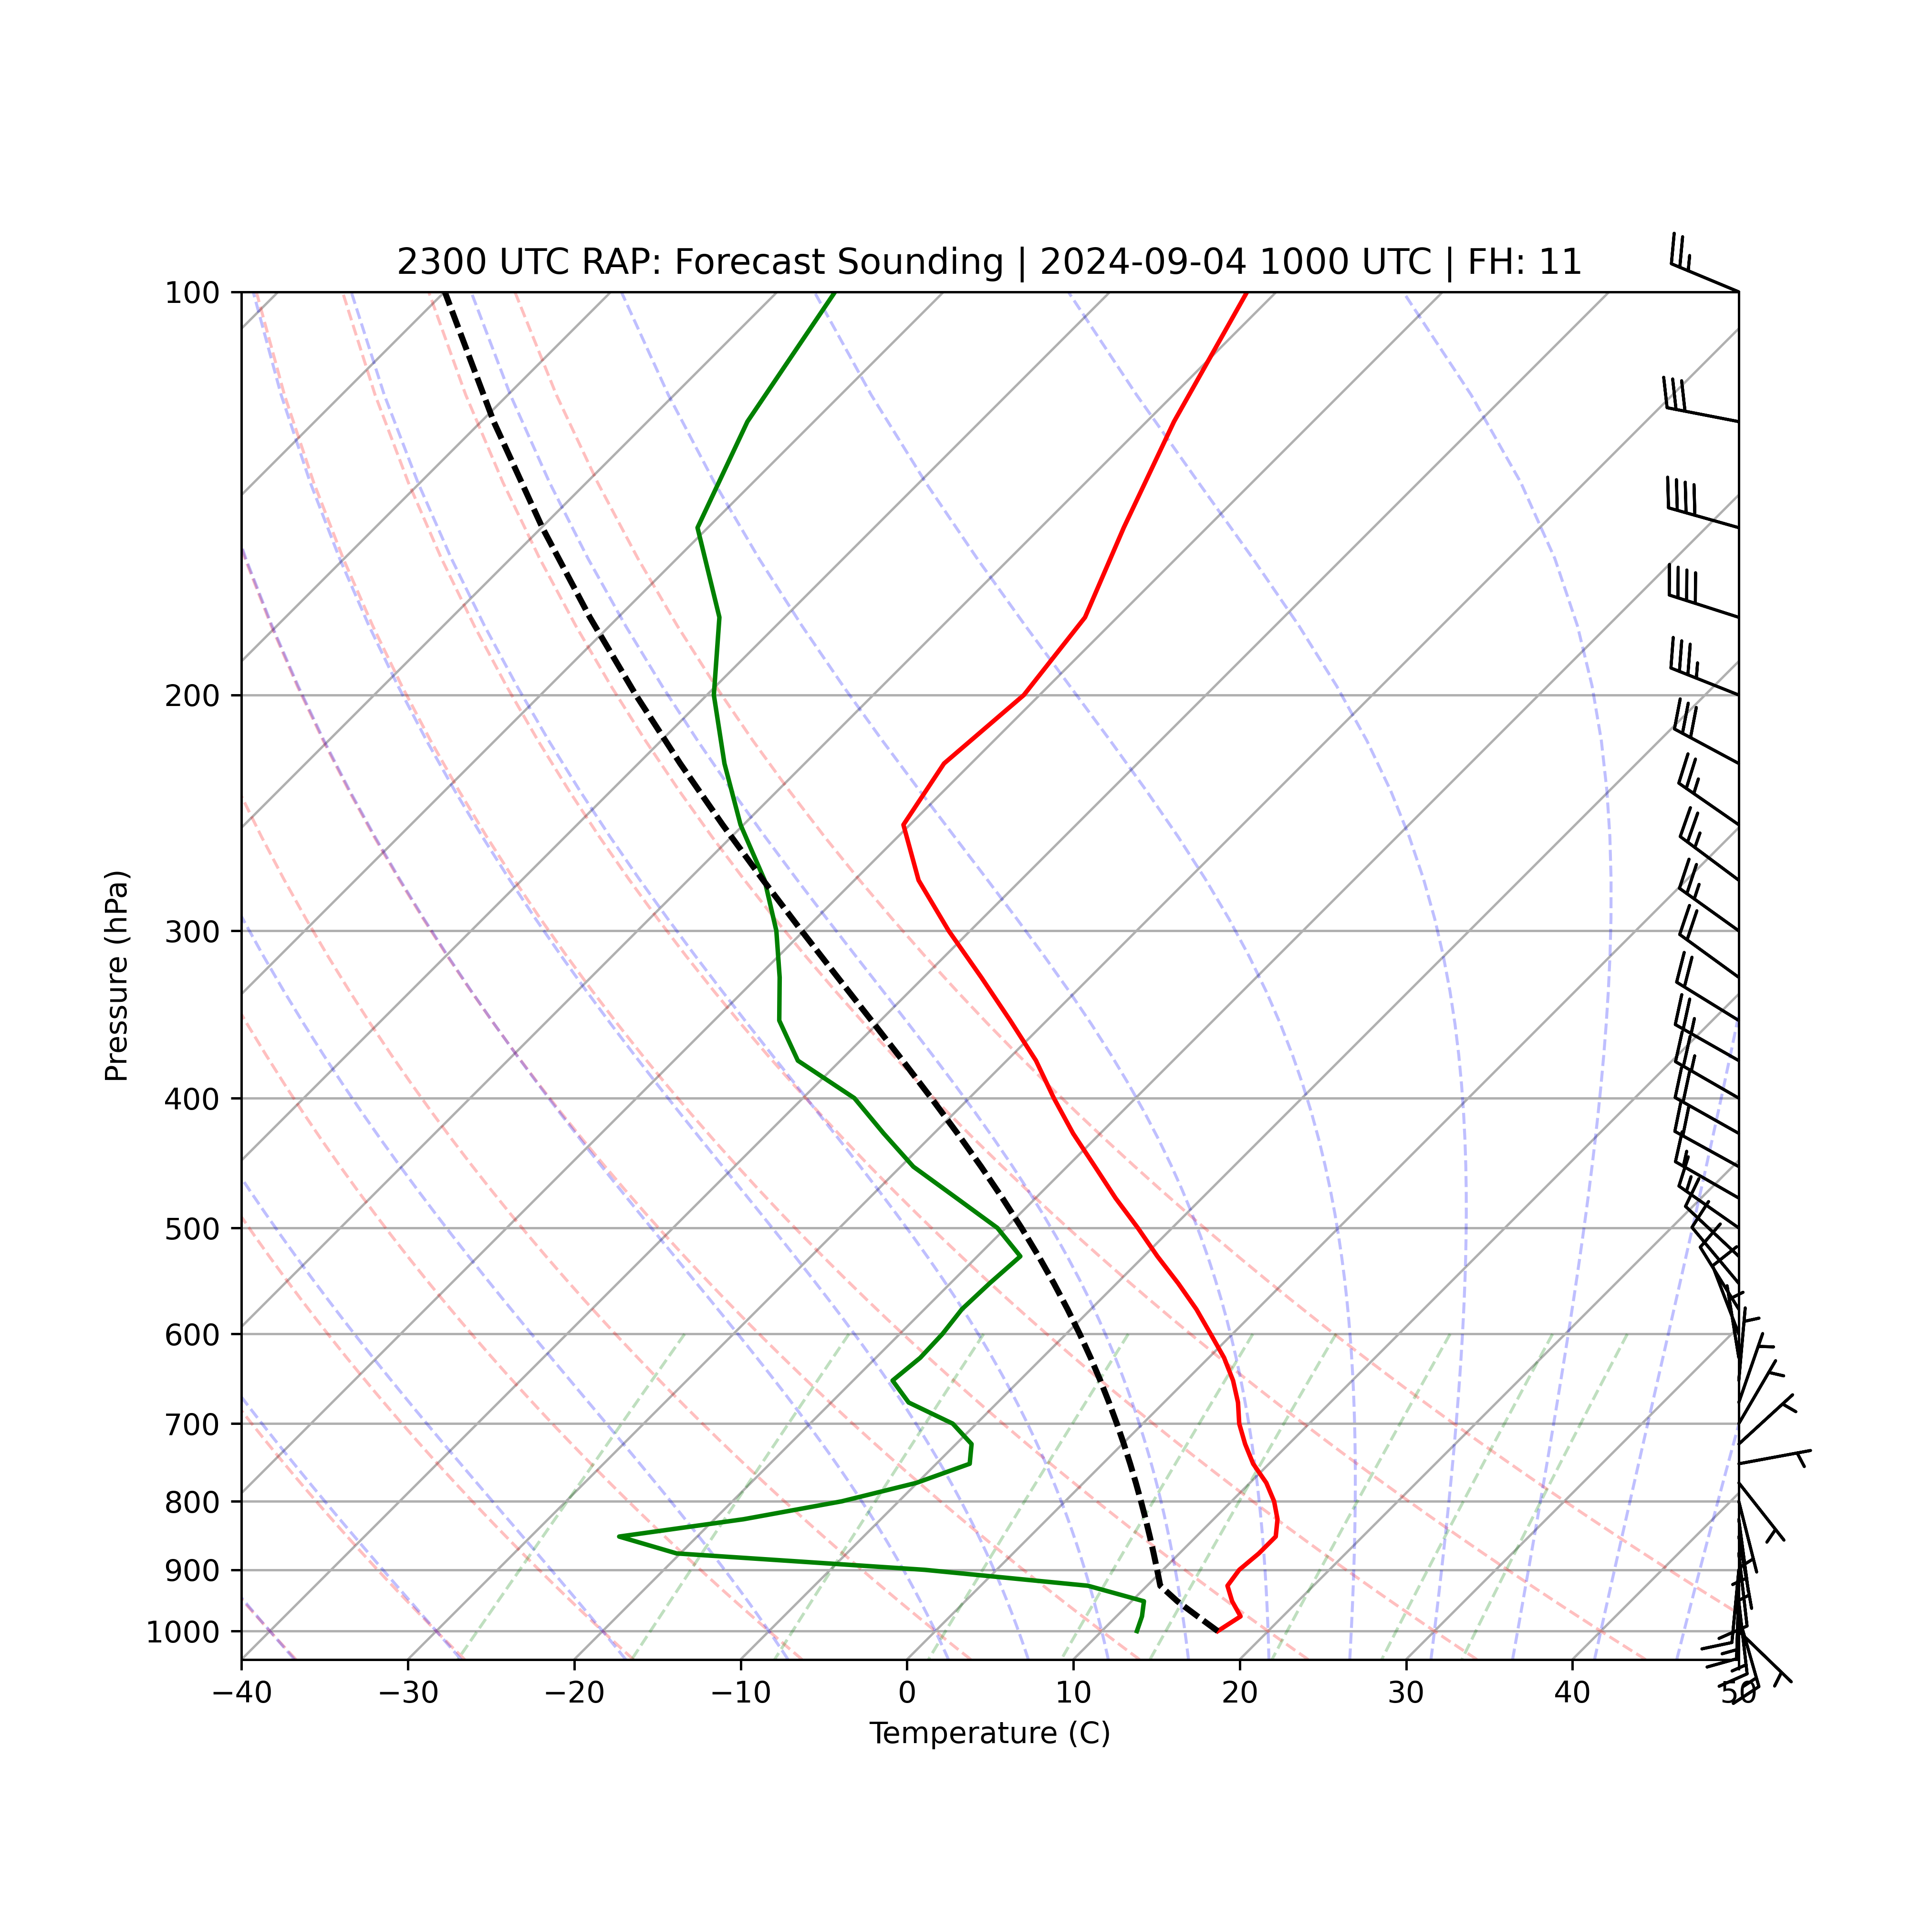 2300 UTC RAP: Forecast Sounding | 2024-09-04 1000 UTC | FH: 11
100
200
300
400
500
600
700
800
900
1000
Pressure (hPa)
−40 −30 −20 −10 0 10 20 30 40 50
Temperature (C)